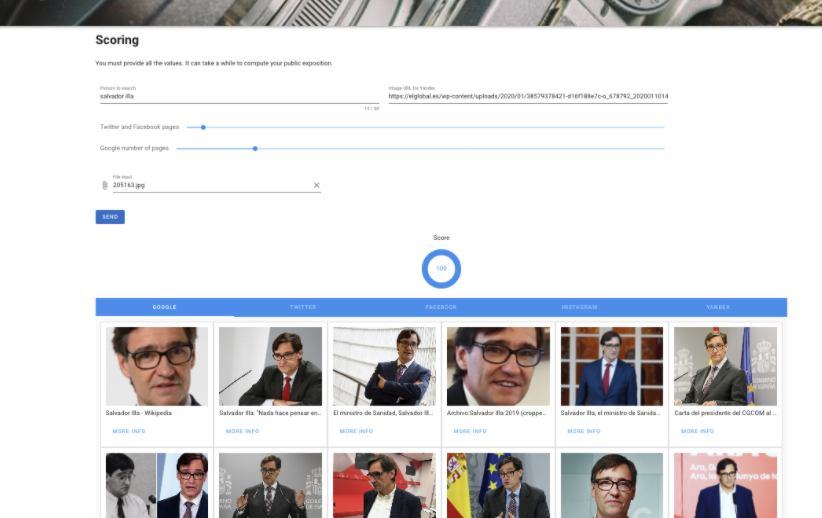 Scoring
You must provide all the values. It can take a while to compute your public exposition.
Person to search
salvador illa
13 / 50
Image URL for Yandex
https://elglobal.es/wp-content/uploads/2020/01/38579378421-d16f188e7c-o_678792_2020011014
Twitter and Facebook pages
Google number of pages
File input
205163.jpg
SEND
Score
100
GOOGLE
TWITTER
FACEBOOK
INSTAGRAM
YANDEX
Salvador Illa - Wikipedia
Salvador Illa: "Nada hace pensar en...
El ministro de Sanidad, Salvador Ill...
Archivo:Salvador Illa 2019 (croppe...
Salvador Illa, el ministro de Sanida...
Carta del presidente del CGCOM al ...
MORE INFO
MORE INFO
MORE INFO
MORE INFO
MORE INFO
MORE INFO